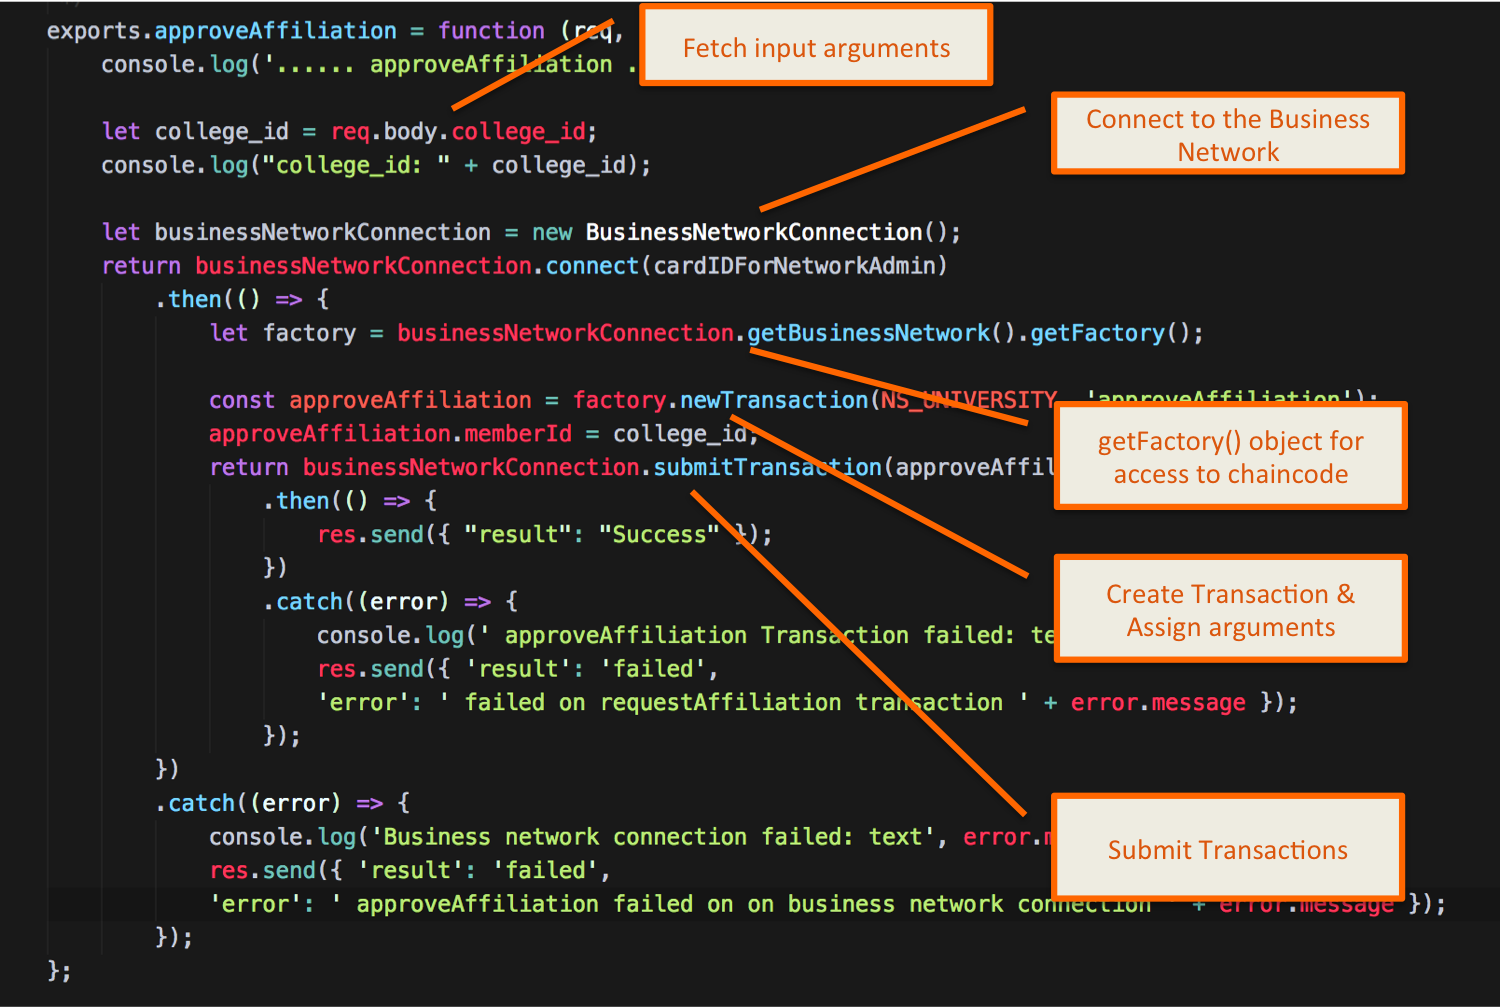 exports.approveAffiliation = function (req,
console.log('...... approveAffiliation .
let college_id = req.body.college_id;
console.log("college_id: " + college_id);
let businessNetworkConnection = new BusinessNetworkConnection();
return businessNetworkConnection.connect(cardIDForNetworkAdmin)
.then(() => {
let factory = businessNetworkConnection.getBusinessNetwork().getFactory();
const approveAffiliation = factory.newTransaction(NS_UNIVERSITY, 'approveAffiliation');
approveAffiliation.memberId = college_id;
return businessNetworkConnection.submitTransaction(approveAffil
.then(() => {
res.send({ "result": "Success" });
})
.catch((error) => {
console.log(' approveAffiliation Transaction failed: te
res.send({ 'result': 'failed',
'error': ' failed on requestAffiliation transaction ' + error.message });
});
})
.catch((error) => {
console.log('Business network connection failed: text', error.m
res.send({ 'result': 'failed',
'error': ' approveAffiliation failed on on business network connection ' + error.message });
});
};
Fetch input arguments
Connect to the Business
Network
getFactory() object for
access to chaincode
Create Transaction &
Assign arguments
Submit Transactions